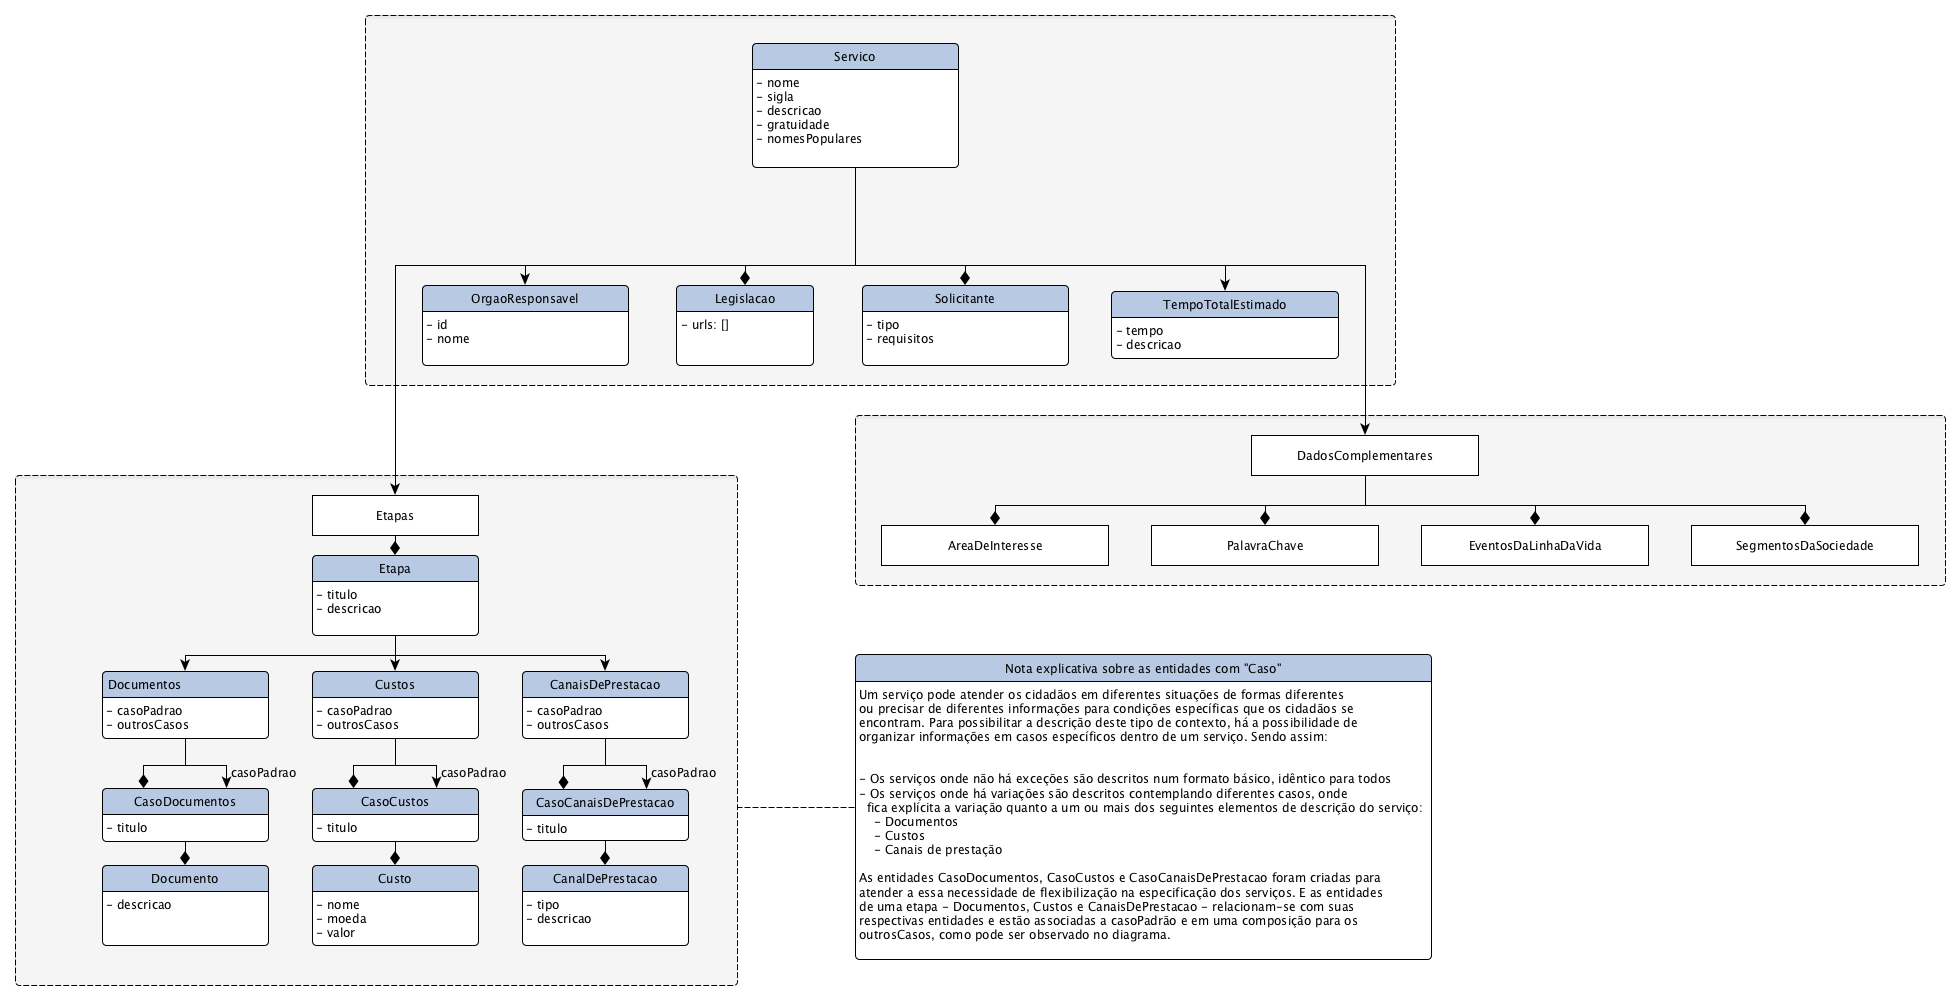 Servico
- nome
- sigla
- descricao
- gratuidade
- nomesPopulares
OrgaoResponsavel
- id
- nome
Legislacao
- urls: []
Solicitante
- tipo
- requisitos
TempoTotalEstimado
- tempo
- descricao
DadosComplementares
AreaDeInteresse
PalavraChave
EventosDaLinhaDaVida
SegmentosDaSociedade
Etapas
Etapa
- titulo
- descricao
Documentos
- casoPadrao
- outrosCasos
Custos
- casoPadrao
- outrosCasos
CanaisDePrestacao
- casoPadrao
- outrosCasos
casoPadrao
casoPadrao
casoPadrao
CasoDocumentos
- titulo
CasoCustos
- titulo
CasoCanaisDePrestacao
- titulo
Documento
- descricao
Custo
- nome
- moeda
- valor
CanalDePrestacao
- tipo
- descricao
Nota explicativa sobre as entidades com "Caso"
Um serviço pode atender os cidadãos em diferentes situações de formas diferentes
ou precisar de diferentes informações para condições específicas que os cidadãos se
encontram. Para possibilitar a descrição deste tipo de contexto, há a possibilidade de
organizar informações em casos específicos dentro de um serviço. Sendo assim:
- Os serviços onde não há exceções são descritos num formato básico, idêntico para todos
- Os serviços onde há variações são descritos contemplando diferentes casos, onde
fica explícita a variação quanto a um ou mais dos seguintes elementos de descrição do serviço:
- Documentos
- Custos
- Canais de prestação
As entidades CasoDocumentos, CasoCustos e CasoCanaisDePrestacao foram criadas para
atender a essa necessidade de flexibilização na especificação dos serviços. E as entidades
de uma etapa - Documentos, Custos e CanaisDePrestacao - relacionam-se com suas
respectivas entidades e estão associadas a casoPadrão e em uma composição para os
outrosCasos, como pode ser observado no diagrama.